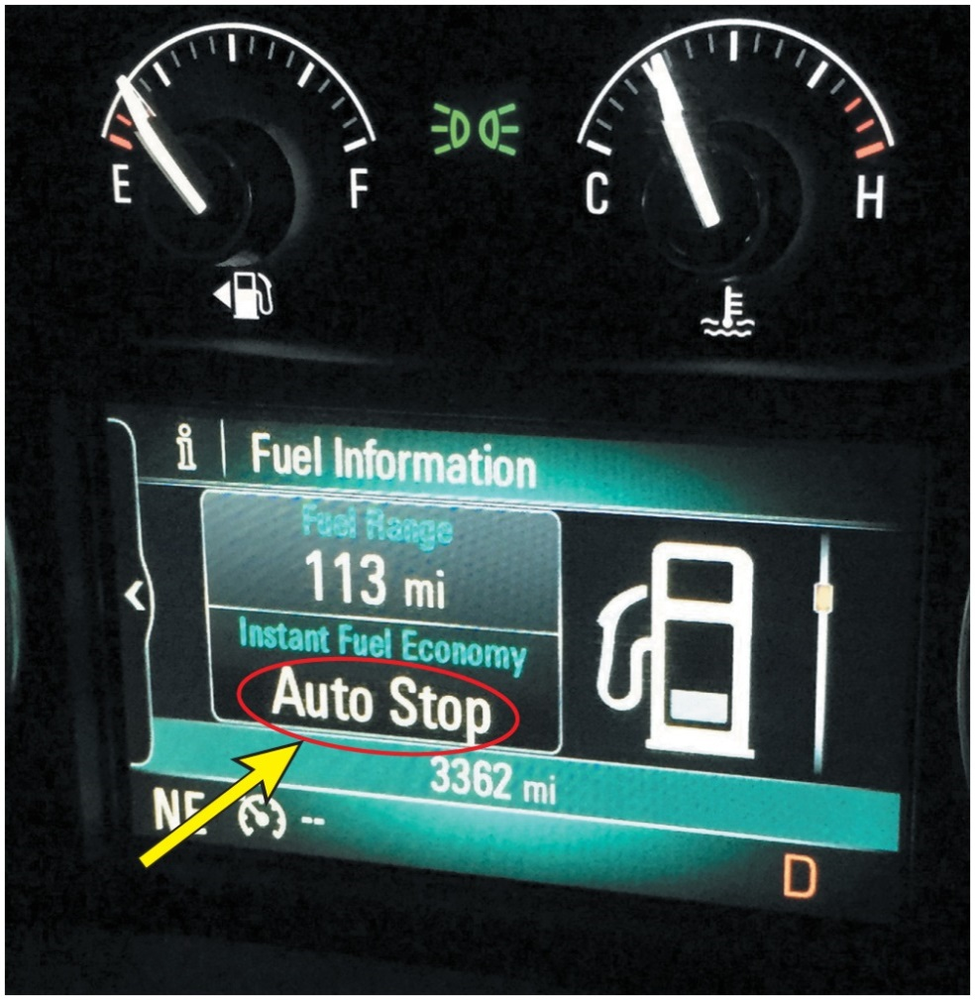 E F
C H
i Fuel Information
Fuel Range
113 mi
Instant Fuel Economy
Auto Stop
3362 mi
NE --
D